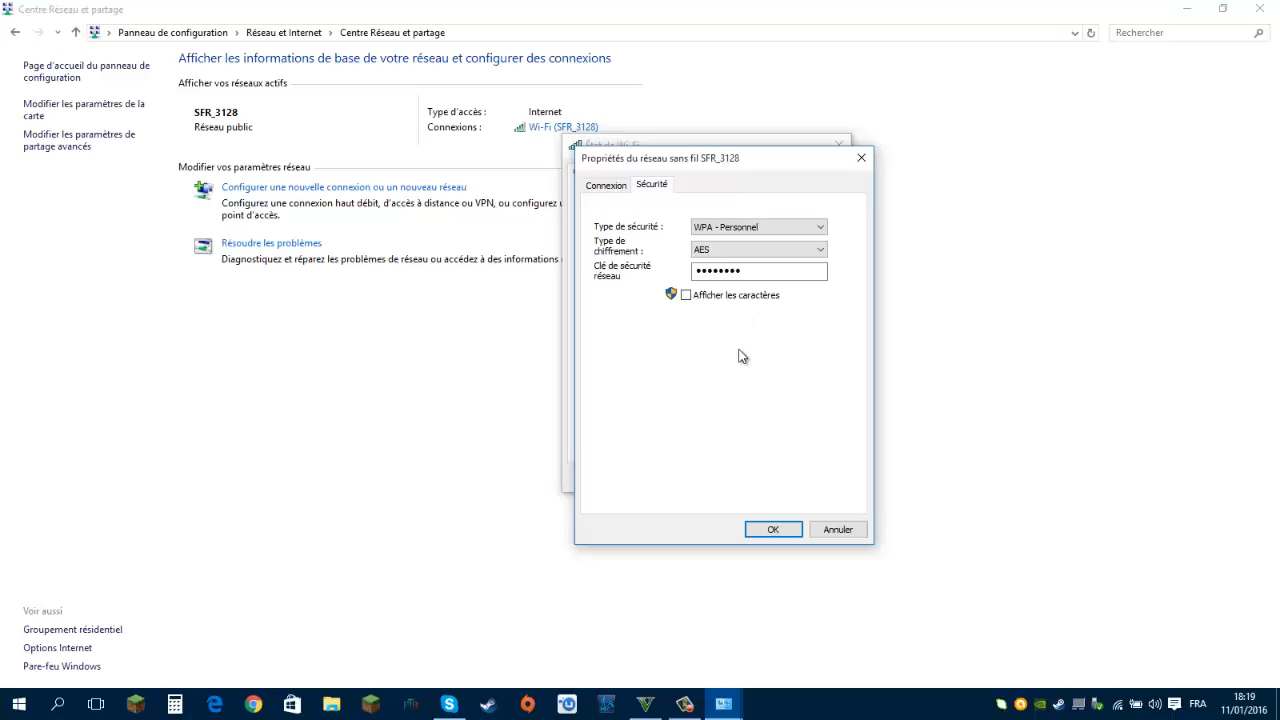 Centre Réseau et partage
Panneau de configuration
Réseau et Internet
Centre Réseau et partage
Rechercher
Page d'accueil du panneau de
configuration
Modifier les paramètres de la
carte
Modifier les paramètres de
partage avancés
Afficher les informations de base de votre réseau et configurer des connexions
Afficher vos réseaux actifs
SFR_3128
Réseau public
Type d'accès :
Internet
Connexions :
Wi-Fi (SFR_3128)
Modifier vos paramètres réseau
Configurer une nouvelle connexion ou un nouveau réseau
Configurez une connexion haut débit, d'accès à distance ou VPN, ou configurez u
point d'accès.
Résoudre les problèmes
Diagnostiquez et réparez les problèmes de réseau ou accédez à des informations
État de Wi-Fi
Propriétés du réseau sans fil SFR_3128
Connexion
Sécurité
Type de sécurité :
WPA - Personnel
Type de
chiffrement :
AES
Clé de sécurité
réseau
••••••••
Afficher les caractères
OK
Annuler
Voir aussi
Groupement résidentiel
Options Internet
Pare-feu Windows
FRA
18:19
11/01/2016